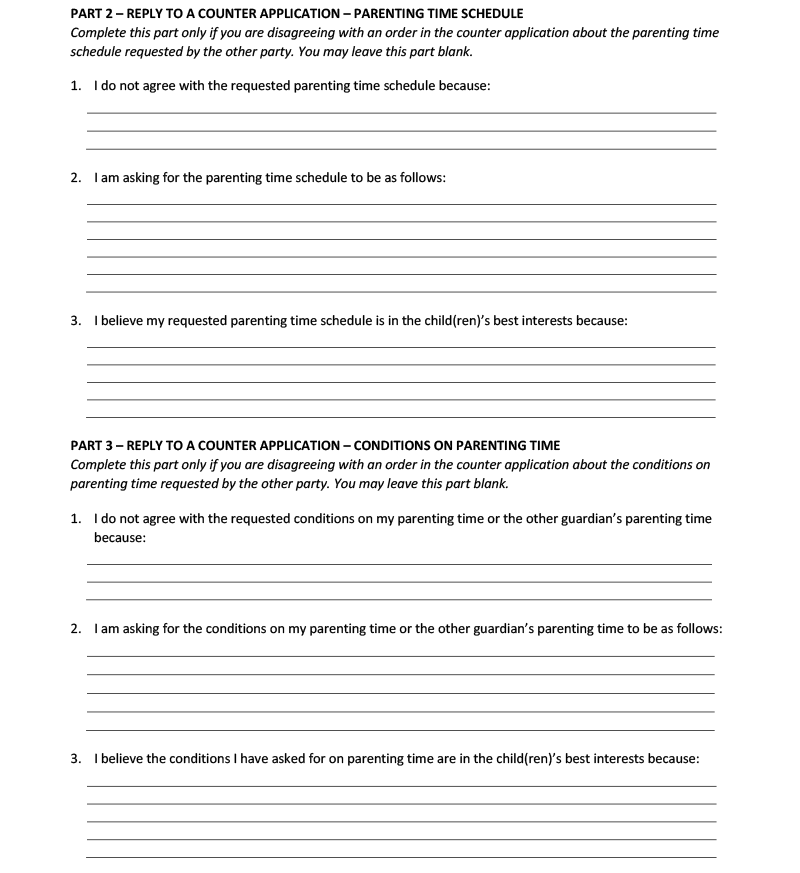 PART 2 – REPLY TO A COUNTER APPLICATION – PARENTING TIME SCHEDULE
Complete this part only if you are disagreeing with an order in the counter application about the parenting time
schedule requested by the other party. You may leave this part blank.
1. I do not agree with the requested parenting time schedule because:
2. I am asking for the parenting time schedule to be as follows:
3. I believe my requested parenting time schedule is in the child(ren)’s best interests because:
PART 3 – REPLY TO A COUNTER APPLICATION – CONDITIONS ON PARENTING TIME
Complete this part only if you are disagreeing with an order in the counter application about the conditions on
parenting time requested by the other party. You may leave this part blank.
1. I do not agree with the requested conditions on my parenting time or the other guardian’s parenting time
because:
2. I am asking for the conditions on my parenting time or the other guardian’s parenting time to be as follows:
3. I believe the conditions I have asked for on parenting time are in the child(ren)’s best interests because: